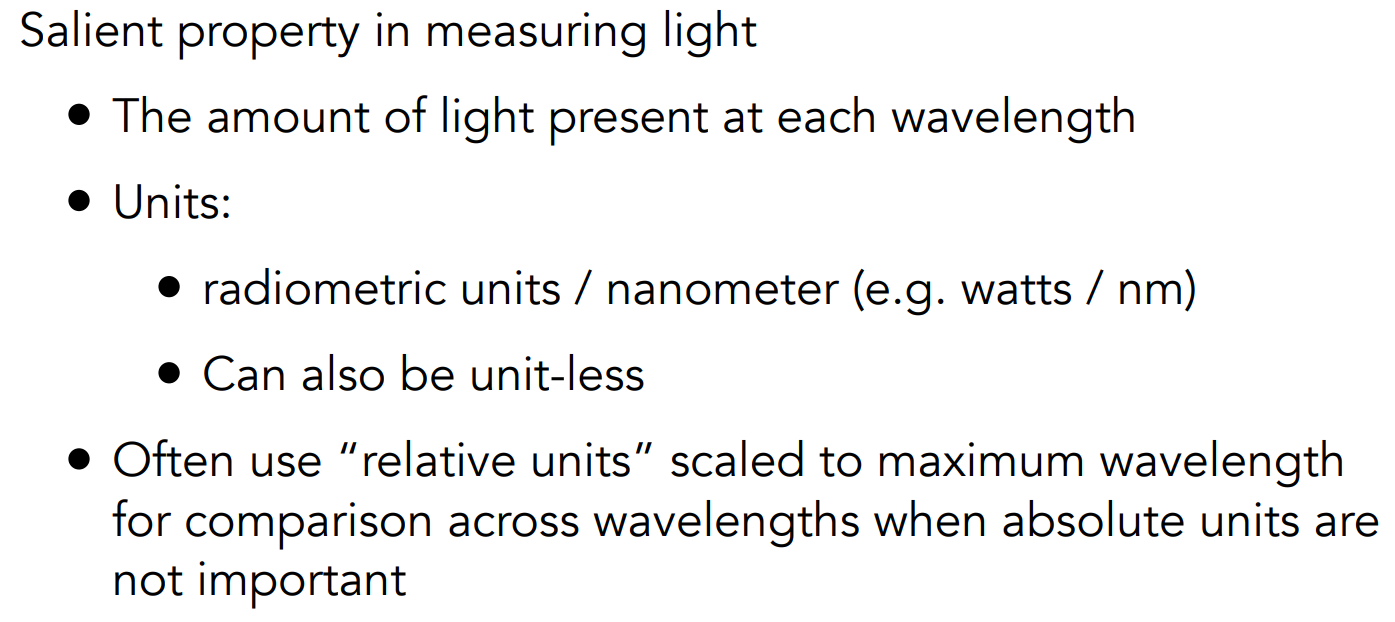 Salient property in measuring light
• The amount of light present at each wavelength
• Units:
• radiometric units / nanometer (e.g. watts / nm)
• Can also be unit-less
• Often use “relative units” scaled to maximum wavelength
for comparison across wavelengths when absolute units are
not important